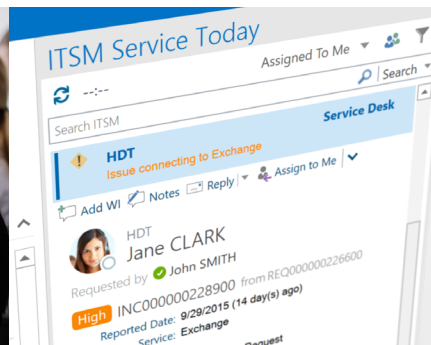 ITSM Service Today
Assigned To Me
--:--
Search ITSM
Search
HDT
Service Desk
Issue connecting to Exchange
Add WI Notes Reply Assign to Me
HDT
Jane CLARK
Requested by John SMITH
High INC000000228900 from REQ000000226600
Reported Date: 9/29/2015 (14 day(s) ago)
Service: Exchange
Request